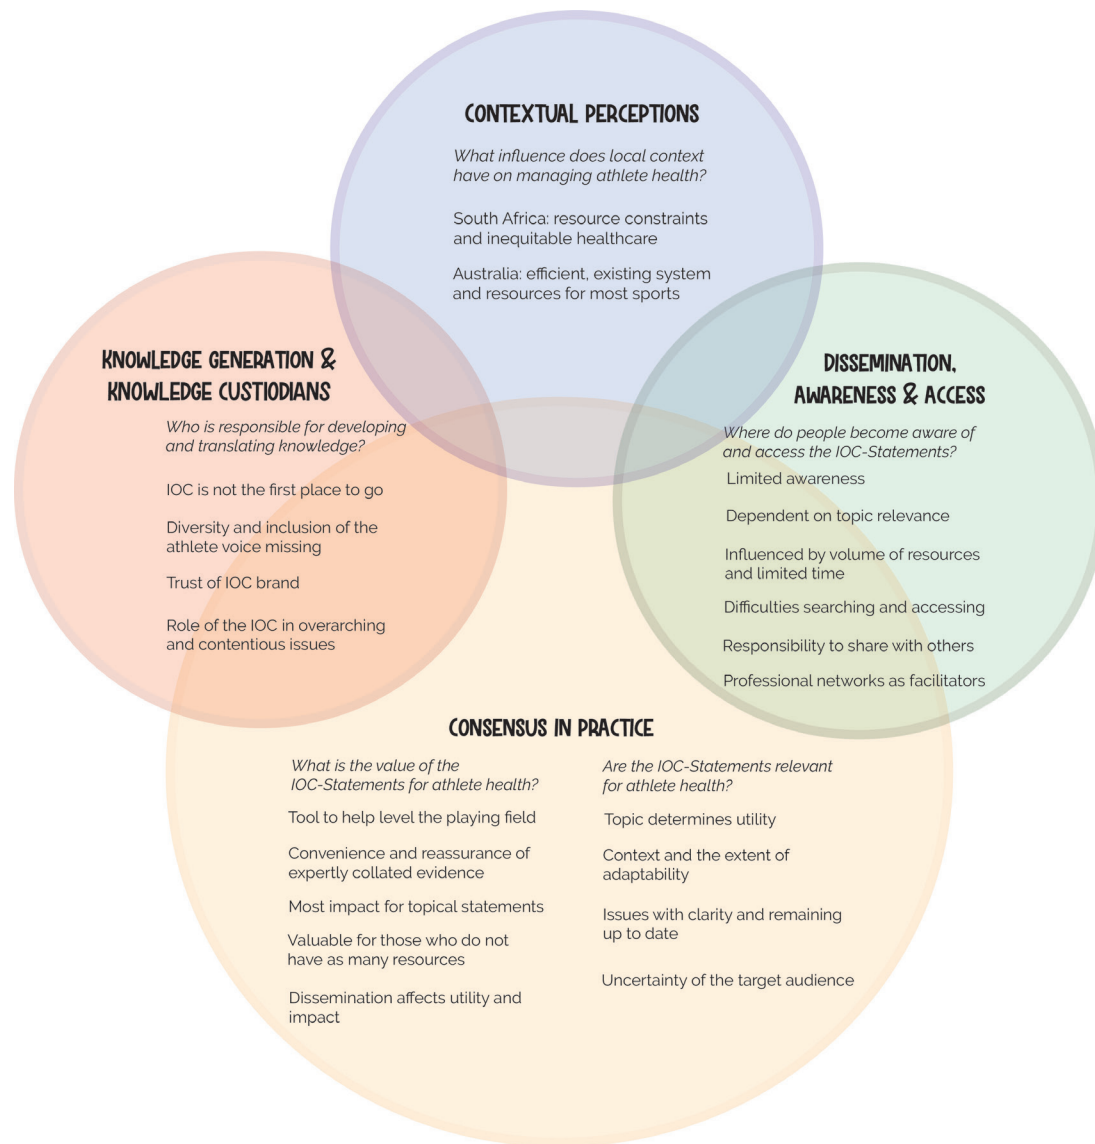 CONTEXTUAL PERCEPTIONS
What influence does local context
have on managing athlete health?
South Africa: resource constraints
and inequitable healthcare
Australia: efficient, existing system
and resources for most sports
KNOWLEDGE GENERATION &
KNOWLEDGE CUSTIODIANS
Who is responsible for developing
and translating knowledge?
IOC is not the first place to go
Diversity and inclusion of the
athlete voice missing
Trust of IOC brand
Role of the IOC in overarching
and contentious issues
DISSEMINATION,
AWARENESS & ACCESS
Where do people become aware of
and access the IOC-Statements?
Limited awareness
Dependent on topic relevance
Influenced by volume of resources
and limited time
Difficulties searching and accessing
Responsibility to share with others
Professional networks as facilitators
CONSENSUS IN PRACTICE
What is the value of the
IOC-Statements for athlete health?
Tool to help level the playing field
Convenience and reassurance of
expertly collated evidence
Most impact for topical statements
Valuable for those who do not
have as many resources
Dissemination affects utility and
impact
Are the IOC-Statements relevant
for athlete health?
Topic determines utility
Context and the extent of
adaptability
Issues with clarity and remaining
up to date
Uncertainty of the target audience